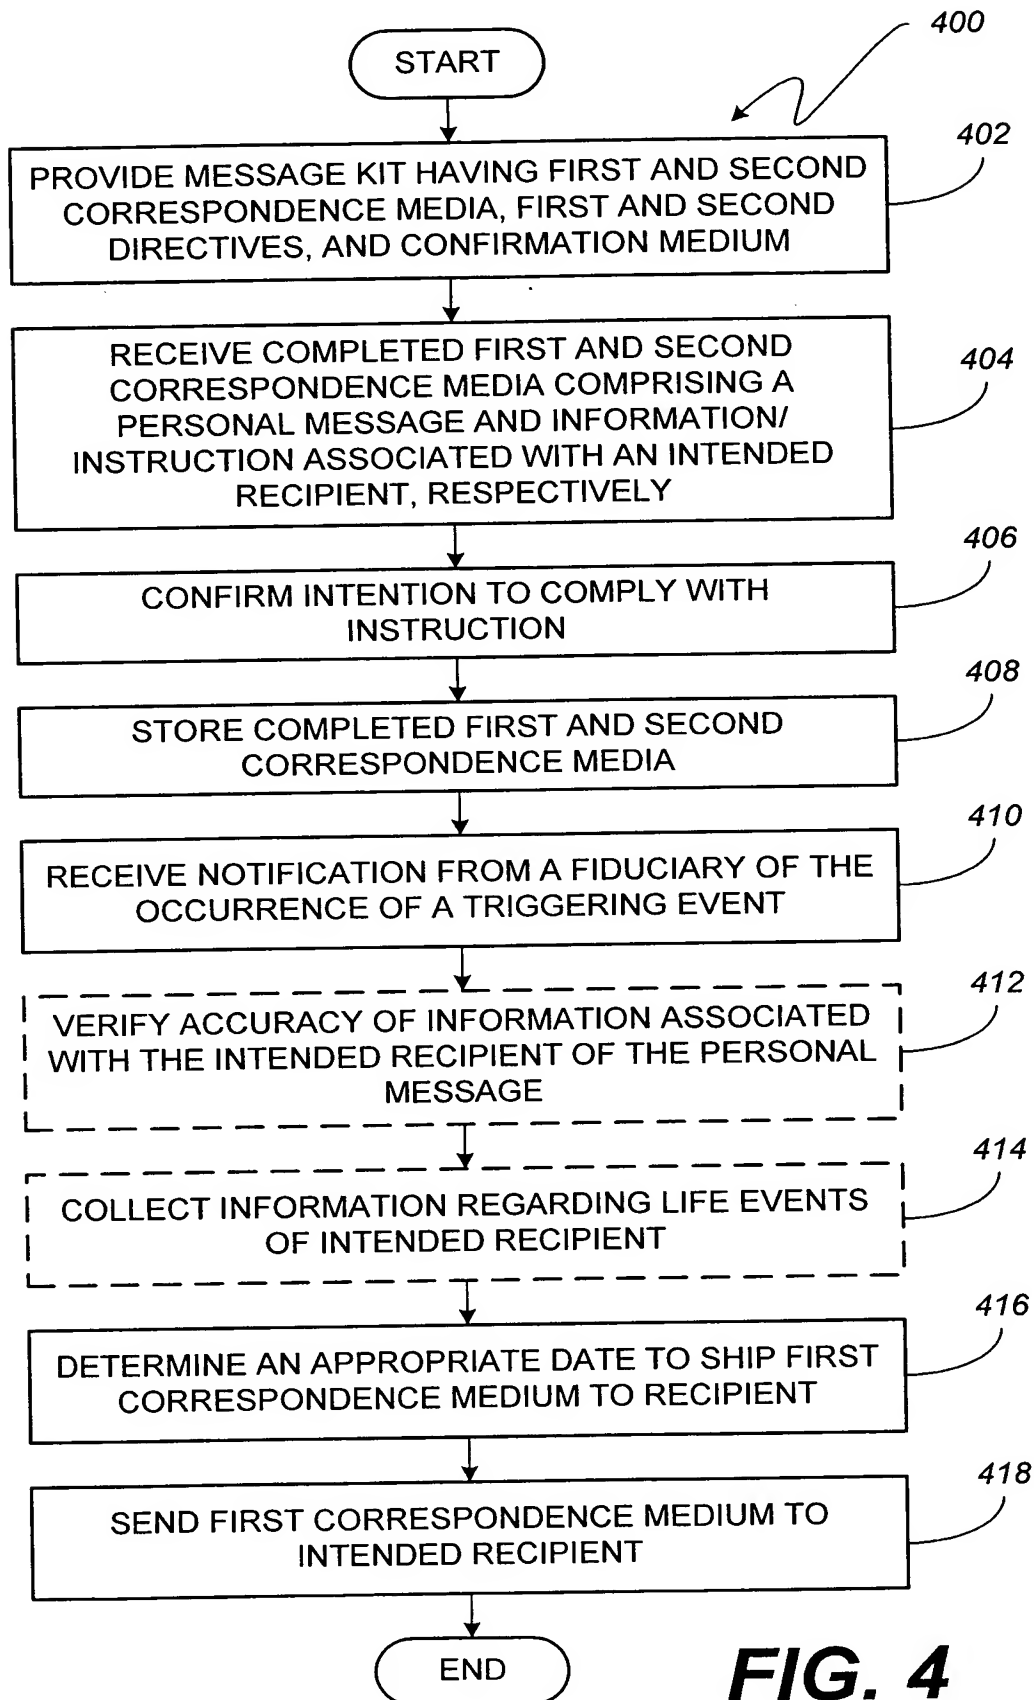 400
START
402
PROVIDE MESSAGE KIT HAVING FIRST AND SECOND
CORRESPONDENCE MEDIA, FIRST AND SECOND
DIRECTIVES, AND CONFIRMATION MEDIUM
404
RECEIVE COMPLETED FIRST AND SECOND
CORRESPONDENCE MEDIA COMPRISING A
PERSONAL MESSAGE AND INFORMATION/
INSTRUCTION ASSOCIATED WITH AN INTENDED
RECIPIENT, RESPECTIVELY
406
CONFIRM INTENTION TO COMPLY WITH
INSTRUCTION
408
STORE COMPLETED FIRST AND SECOND
CORRESPONDENCE MEDIA
410
RECEIVE NOTIFICATION FROM A FIDUCIARY OF THE
OCCURRENCE OF A TRIGGERING EVENT
412
VERIFY ACCURACY OF INFORMATION ASSOCIATED
WITH THE INTENDED RECIPIENT OF THE PERSONAL
MESSAGE
414
COLLECT INFORMATION REGARDING LIFE EVENTS
OF INTENDED RECIPIENT
416
DETERMINE AN APPROPRIATE DATE TO SHIP FIRST
CORRESPONDENCE MEDIUM TO RECIPIENT
418
SEND FIRST CORRESPONDENCE MEDIUM TO
INTENDED RECIPIENT
END
FIG. 4